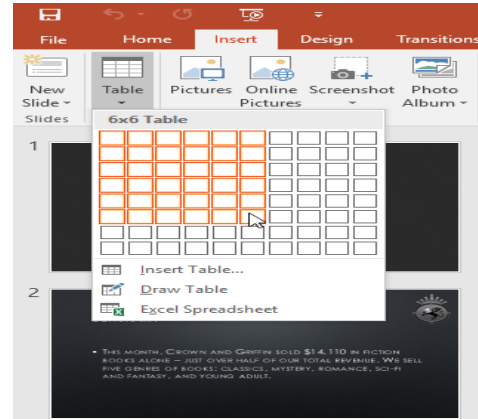 File Home Insert Design Transitions
New Table Pictures Online Screenshot Photo
Slide Pictures Album
Slides
6x6 Table
1
Insert Table...
Draw Table
Excel Spreadsheet
2
THIS MONTH, CROWN AND GRIFFIN SOLD $14,110 IN FICTION
BOOKS ALONE – JUST OVER HALF OF OUR TOTAL REVENUE. WE SELL
FIVE GENRES OF BOOKS: CLASSICS, MYSTERY, ROMANCE, SCI-FI
AND FANTASY, AND YOUNG ADULT.